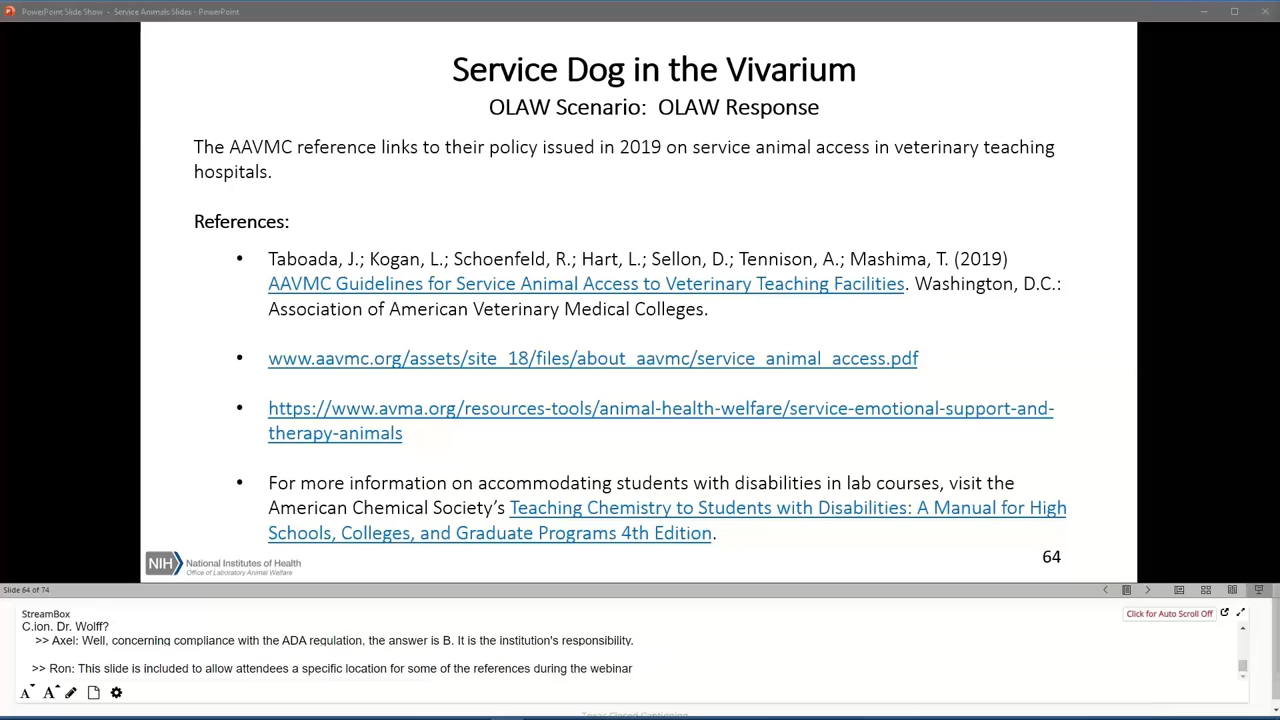 PowerPoint Slide Show - Service Animals Slides - PowerPoint
Service Dog in the Vivarium
OLAW Scenario: OLAW Response
The AAVMC reference links to their policy issued in 2019 on service animal access in veterinary teaching
hospitals.
References:
• Taboada, J.; Kogan, L.; Schoenfeld, R.; Hart, L.; Sellon, D.; Tennison, A.; Mashima, T. (2019)
AAVMC Guidelines for Service Animal Access to Veterinary Teaching Facilities. Washington, D.C.:
Association of American Veterinary Medical Colleges.
• www.aavmc.org/assets/site_18/files/about_aavmc/service_animal_access.pdf
• https://www.avma.org/resources-tools/animal-health-welfare/service-emotional-support-and-
therapy-animals
• For more information on accommodating students with disabilities in lab courses, visit the
American Chemical Society’s Teaching Chemistry to Students with Disabilities: A Manual for High
Schools, Colleges, and Graduate Programs 4th Edition.
NIH National Institutes of Health
Office of Laboratory Animal Welfare
64
Slide 64 of 74
StreamBox
Click for Auto Scroll Off
C.ion. Dr. Wolff?
>> Axel: Well, concerning compliance with the ADA regulation, the answer is B. It is the institution's responsibility.
>> Ron: This slide is included to allow attendees a specific location for some of the references during the webinar
A A
Texas Closed Captioning